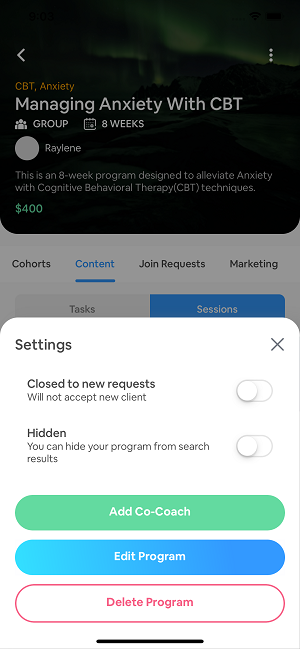 CBT, Anxiety
Managing Anxiety With CBT
GROUP 8 WEEKS
Raylene
This is an 8-week program designed to alleviate Anxiety
with Cognitive Behavioral Therapy(CBT) techniques.
$400
Cohorts Content Join Requests Marketing
Tasks Sessions
Settings
Closed to new requests
Will not accept new client
Hidden
You can hide your program from search
results
Add Co-Coach
Edit Program
Delete Program